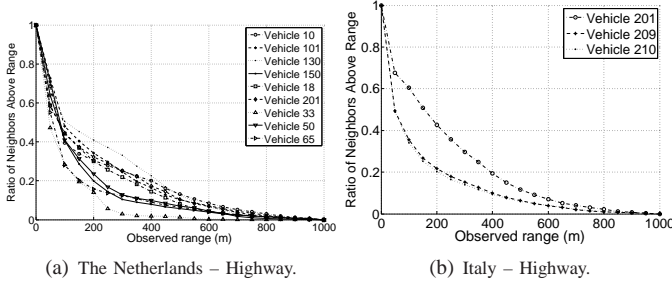 Ratio of Neighbors Above Range
1
0.8
0.6
0.4
0.2
0
0 200 400 600 800 1000
Observed range (m)
Vehicle 10
Vehicle 101
Vehicle 130
Vehicle 150
Vehicle 18
Vehicle 201
Vehicle 33
Vehicle 50
Vehicle 65
(a) The Netherlands – Highway.
Ratio of Neighbors Above Range
1
0.8
0.6
0.4
0.2
0
0 200 400 600 800 1000
Observed range (m)
Vehicle 201
Vehicle 209
Vehicle 210
(b) Italy – Highway.